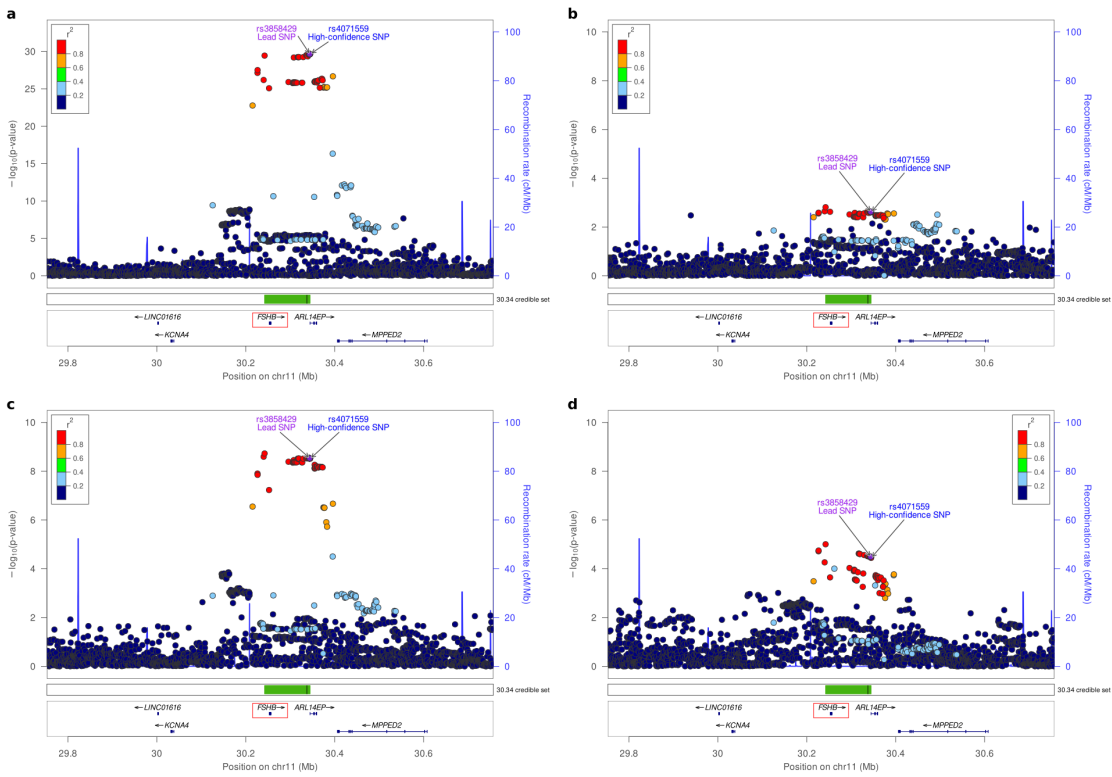 a
r²
0.8
0.6
0.4
0.2
rs3858429
Lead SNP
rs4071559
High-confidence SNP
30
25
20
15
10
5
0
− log₁₀(p-value)
100
80
60
40
20
0
Recombination rate (cM/Mb)
30.34 credible set
LINC01616
FSHB
ARL14EP
KCNA4
MPPED2
29.8
30
30.2
30.4
30.6
Position on chr11 (Mb)
b
r²
0.8
0.6
0.4
0.2
rs3858429
Lead SNP
rs4071559
High-confidence SNP
10
8
6
4
2
0
− log₁₀(p-value)
100
80
60
40
20
0
Recombination rate (cM/Mb)
30.34 credible set
LINC01616
FSHB
ARL14EP
KCNA4
MPPED2
29.8
30
30.2
30.4
30.6
Position on chr11 (Mb)
c
r²
0.8
0.6
0.4
0.2
rs3858429
Lead SNP
rs4071559
High-confidence SNP
10
8
6
4
2
0
− log₁₀(p-value)
100
80
60
40
20
0
Recombination rate (cM/Mb)
30.34 credible set
LINC01616
FSHB
ARL14EP
KCNA4
MPPED2
29.8
30
30.2
30.4
30.6
Position on chr11 (Mb)
d
r²
0.8
0.6
0.4
0.2
rs3858429
Lead SNP
rs4071559
High-confidence SNP
10
8
6
4
2
0
− log₁₀(p-value)
100
80
60
40
20
0
Recombination rate (cM/Mb)
30.34 credible set
LINC01616
FSHB
ARL14EP
KCNA4
MPPED2
29.8
30
30.2
30.4
30.6
Position on chr11 (Mb)